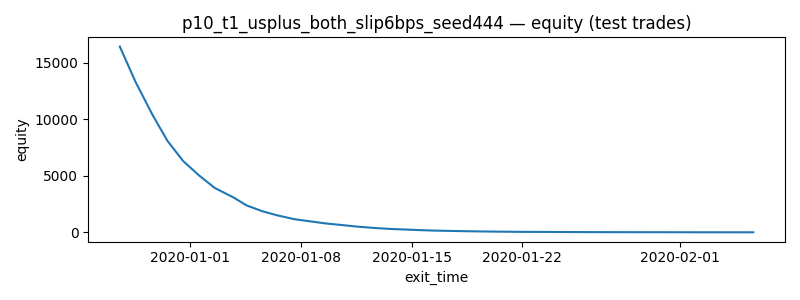 p10_t1_usplus_both_slip6bps_seed444 — equity (test trades)
15000
10000
5000
0
equity
2020-01-01 2020-01-08 2020-01-15 2020-01-22 2020-02-01
exit_time